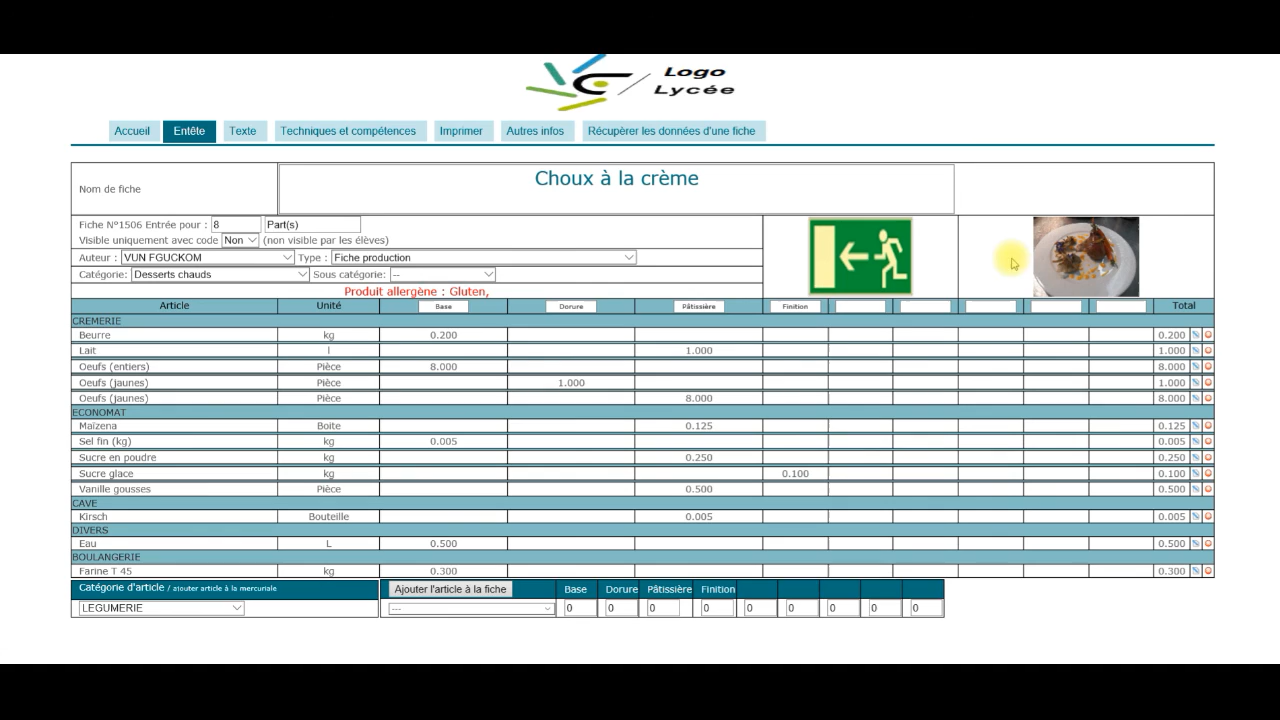 Logo
Lycée
Accueil Entête Texte Techniques et compétences Imprimer Autres infos Récupèrer les données d'une fiche
Nom de fiche Choux à la crème
Fiche N°1506 Entrée pour : 8 Part(s)
Visible uniquement avec code Non (non visible par les élèves)
Auteur : VUN FGUCKOM Type : Fiche production
Catégorie: Desserts chauds Sous catégorie: --
Produit allergène : Gluten,
Article Unité Base Dorure Pâtissière Finition Total
CREMERIE
Beurre kg 0.200 0.200
Lait l 1.000 1.000
Oeufs (entiers) Pièce 8.000 8.000
Oeufs (jaunes) Pièce 1.000 1.000
Oeufs (jaunes) Pièce 8.000 8.000
ECONOMAT
Maïzena Boite 0.125 0.125
Sel fin (kg) kg 0.005 0.005
Sucre en poudre kg 0.250 0.250
Sucre glace kg 0.100 0.100
Vanille gousses Pièce 0.500 0.500
CAVE
Kirsch Bouteille 0.005 0.005
DIVERS
Eau L 0.500 0.500
BOULANGERIE
Farine T 45 kg 0.300 0.300
Catégorie d'article / ajouter article à la mercuriale Ajouter l'article à la fiche Base Dorure Pâtissière Finition
LEGUMERIE --- 0 0 0 0 0 0 0 0 0